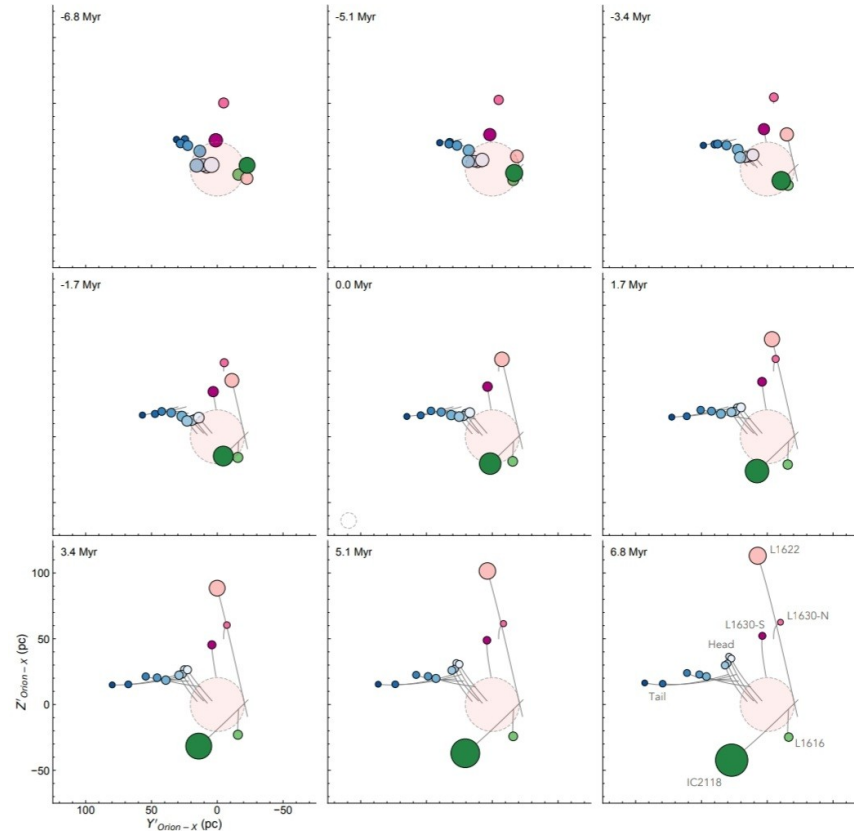 -6.8 Myr
-5.1 Myr
-3.4 Myr
-1.7 Myr
0.0 Myr
1.7 Myr
3.4 Myr
5.1 Myr
6.8 Myr
L1622
L1630-N
L1630-S
Head
Tail
L1616
IC2118
100
50
0
−50
Z'Orion − X (pc)
100
50
0
−50
Y'Orion − X (pc)